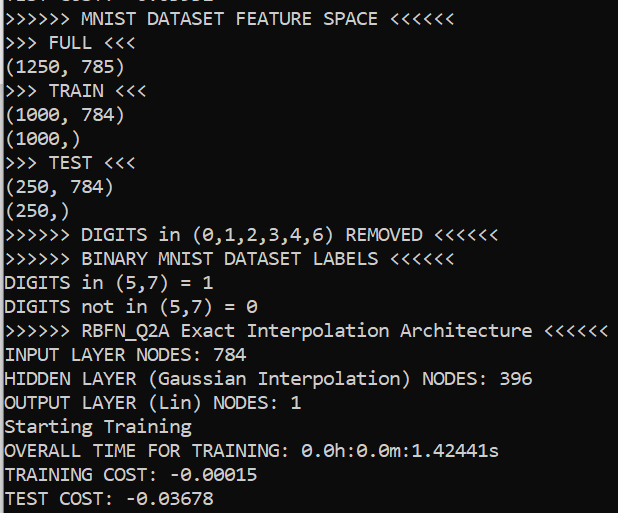 >>>>>> MNIST DATASET FEATURE SPACE <<<<<<
>>> FULL <<<
(1250, 785)
>>> TRAIN <<<
(1000, 784)
(1000,)
>>> TEST <<<
(250, 784)
(250,)
>>>>>> DIGITS in (0,1,2,3,4,6) REMOVED <<<<<<
>>>>>> BINARY MNIST DATASET LABELS <<<<<<
DIGITS in (5,7) = 1
DIGITS not in (5,7) = 0
>>>>>> RBFN_Q2A Exact Interpolation Architecture <<<<<<
INPUT LAYER NODES: 784
HIDDEN LAYER (Gaussian Interpolation) NODES: 396
OUTPUT LAYER (Lin) NODES: 1
Starting Training
OVERALL TIME FOR TRAINING: 0.0h:0.0m:1.42441s
TRAINING COST: -0.00015
TEST COST: -0.03678